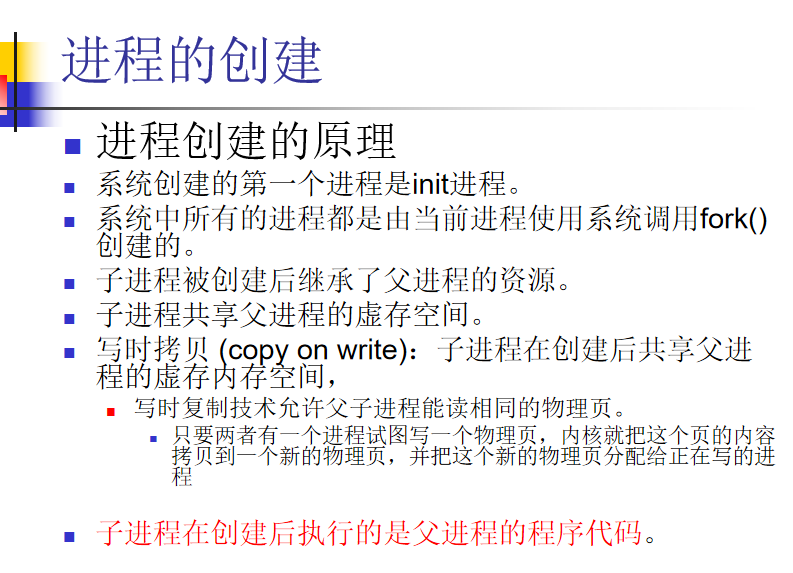 进程的创建
进程创建的原理
系统创建的第一个进程是init进程。
系统中所有的进程都是由当前进程使用系统调用fork()
创建的。
子进程被创建后继承了父进程的资源。
子进程共享父进程的虚存空间。
写时拷贝 (copy on write)：子进程在创建后共享父进
程的虚存内存空间，
写时复制技术允许父子进程能读相同的物理页。
只要两者有一个进程试图写一个物理页，内核就把这个页的内容
拷贝到一个新的物理页，并把这个新的物理页分配给正在写的进
程
子进程在创建后执行的是父进程的程序代码。